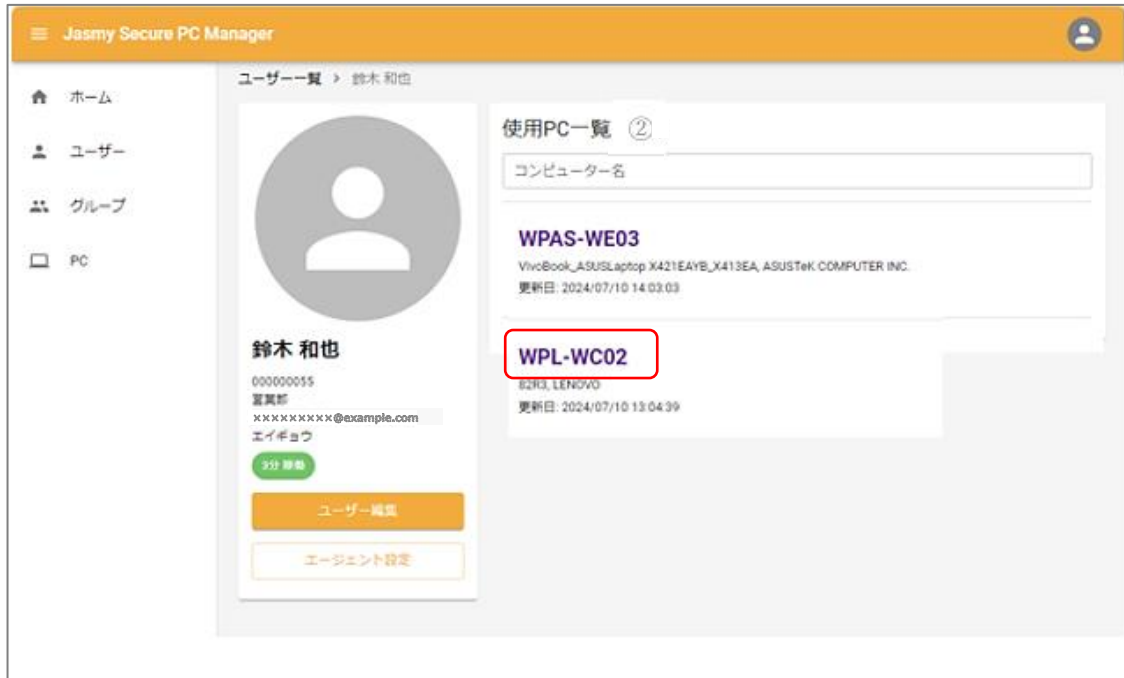 Jasmy Secure PC Manager
ホーム
ユーザー
グループ
PC
ユーザー一覧 > 鈴木 和也
鈴木 和也
000000055
営業部
×××××××××@example.com
エイギョウ
3分 稼働
ユーザー編集
エージェント設定
使用PC一覧 ②
コンピューター名
WPAS-WE03
VivoBook_ASUSLaptop X421EAYB_X413EA, ASUSTeK COMPUTER INC.
更新日: 2024/07/10 14:03:03
WPL-WC02
82R3, LENOVO
更新日: 2024/07/10 13:04:39